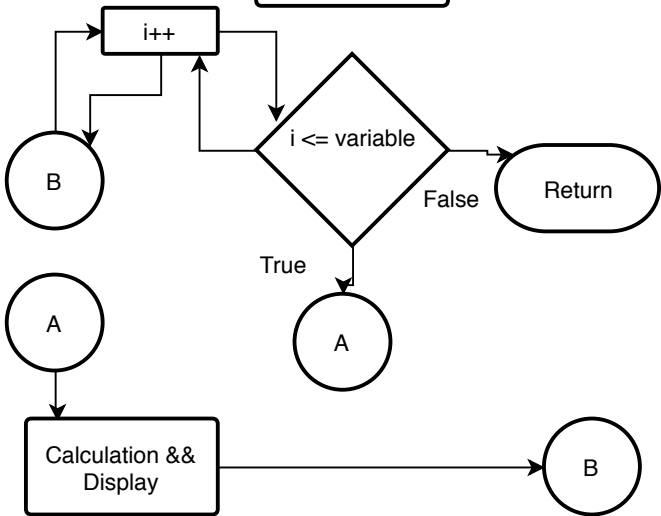 i++
i <= variable
B
Return
False
True
A
A
Calculation &&
Display
B